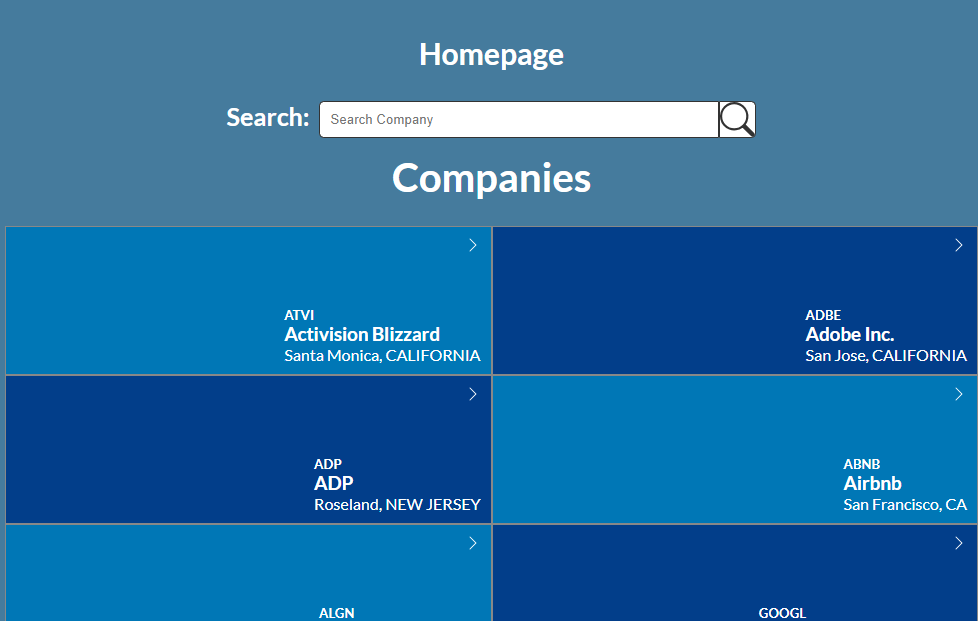 Homepage
Search: Search Company
Companies
ATVI
Activision Blizzard
Santa Monica, CALIFORNIA
ADBE
Adobe Inc.
San Jose, CALIFORNIA
ADP
ADP
Roseland, NEW JERSEY
ABNB
Airbnb
San Francisco, CA
ALGN
GOOGL